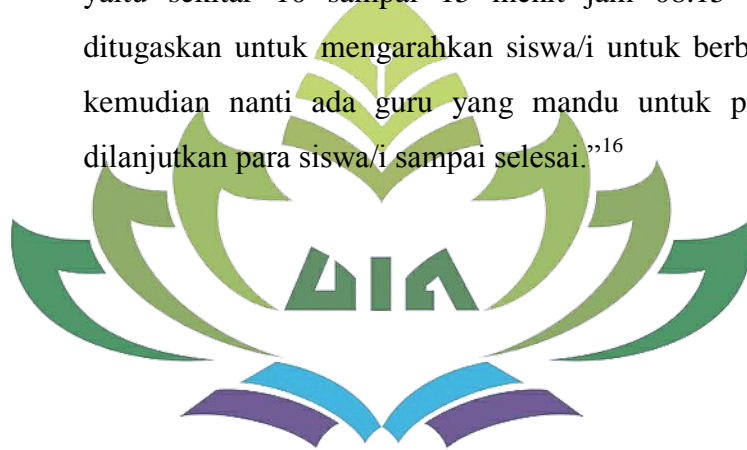 ditugaskan untuk mengarahkan siswa/i untuk berb
kemudian nanti ada guru yang mandu untuk p
dilanjutkan para siswa/i sampai selesai.”16
UIN